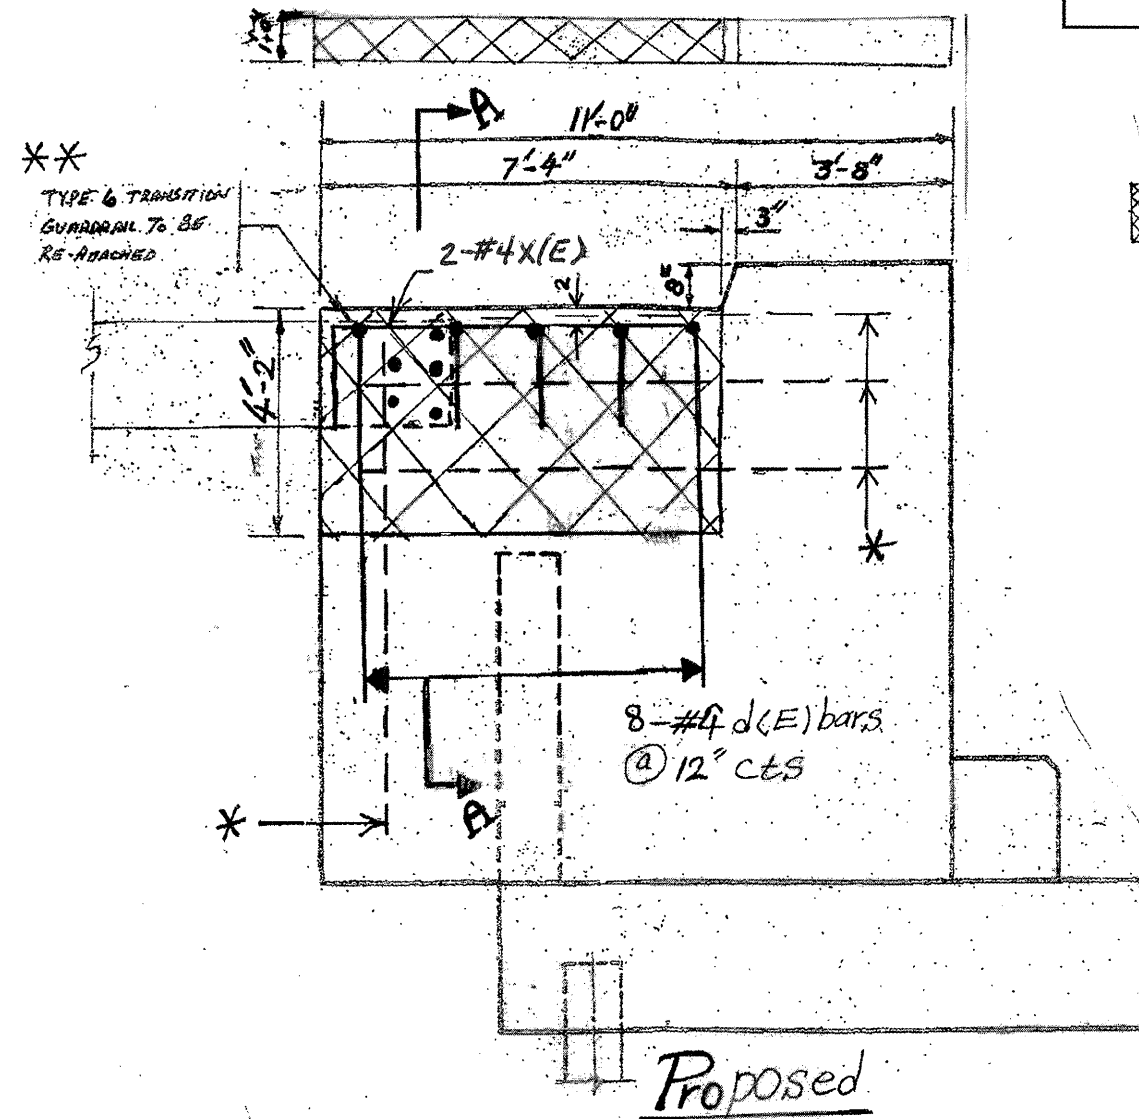 A
11'-0"
7'-4"
3'-8"
3"
**
TYPE 6 TRANSITION
GUARDRAIL TO BE
RE-ATTACHED
2-#4X(E)
2"
8"
4'-2"
*
8-#4 d(E) bars
@ 12" cts
*
A
Proposed